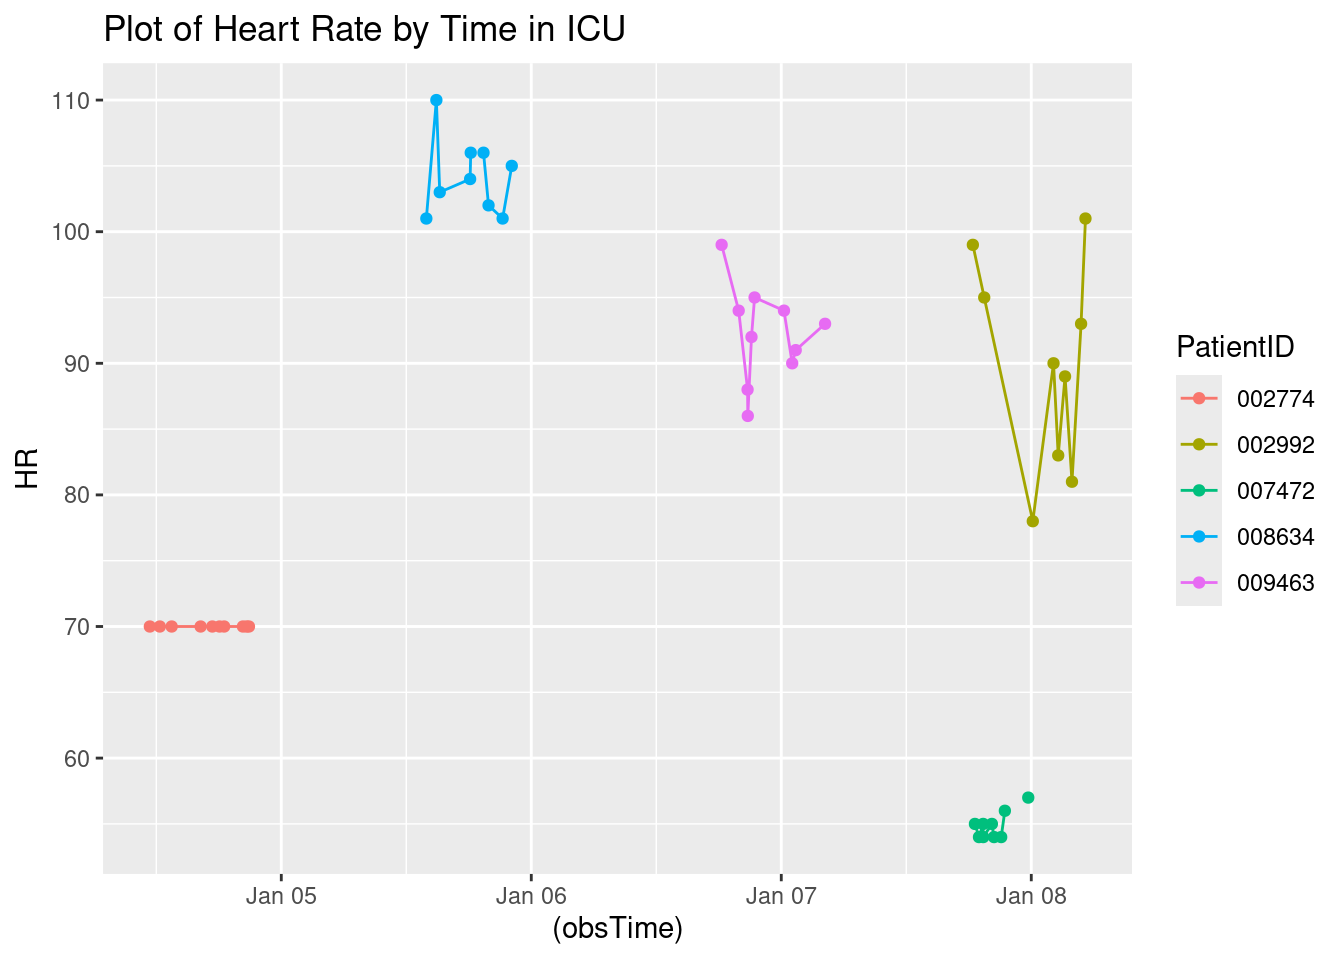 Plot of Heart Rate by Time in ICU
110
100
90
80
70
60
HR
Jan 05
Jan 06
Jan 07
Jan 08
(obsTime)
PatientID
002774
002992
007472
008634
009463